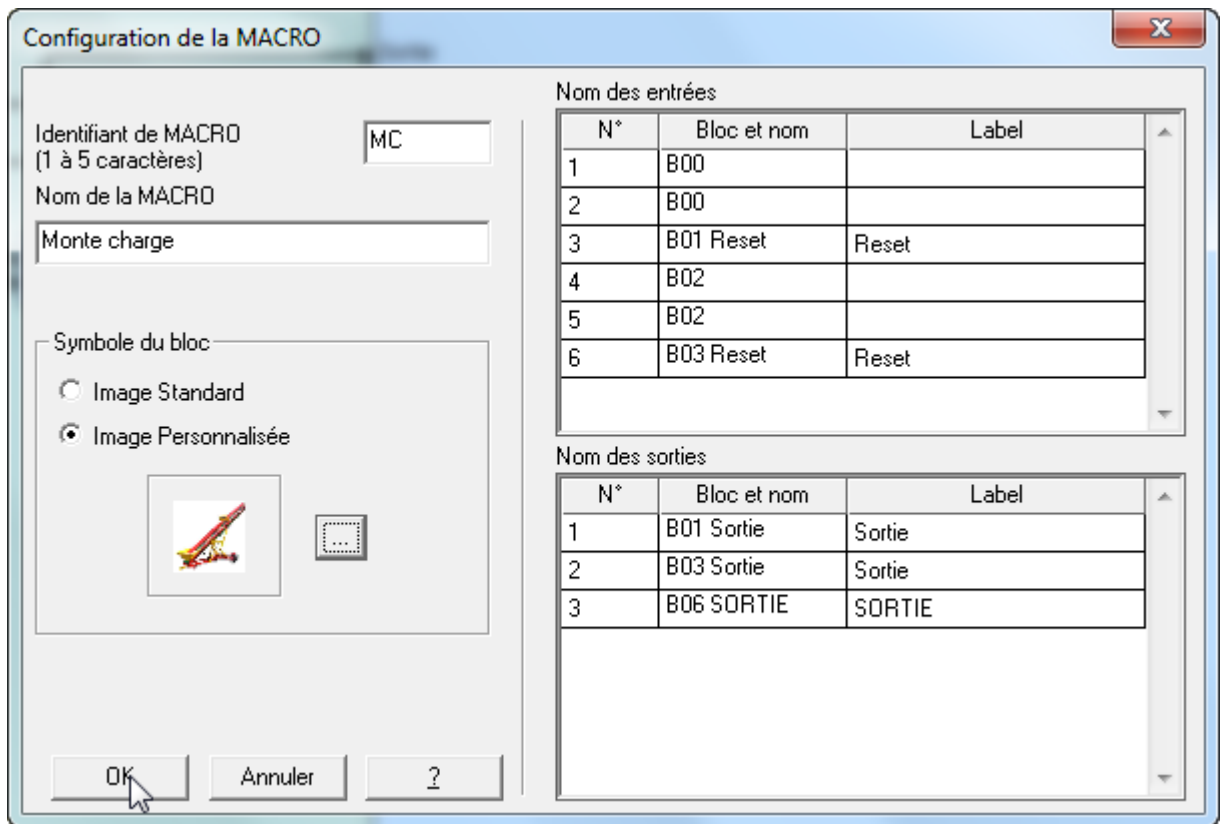 Configuration de la MACRO
Identifiant de MACRO
(1 à 5 caractères)
MC
Nom de la MACRO
Monte charge
Symbole du bloc
Image Standard
Image Personnalisée
...
OK
Annuler
?
Nom des entrées
N° Bloc et nom Label
1 B00
2 B00
3 B01 Reset Reset
4 B02
5 B02
6 B03 Reset Reset
Nom des sorties
N° Bloc et nom Label
1 B01 Sortie Sortie
2 B03 Sortie Sortie
3 B06 SORTIE SORTIE